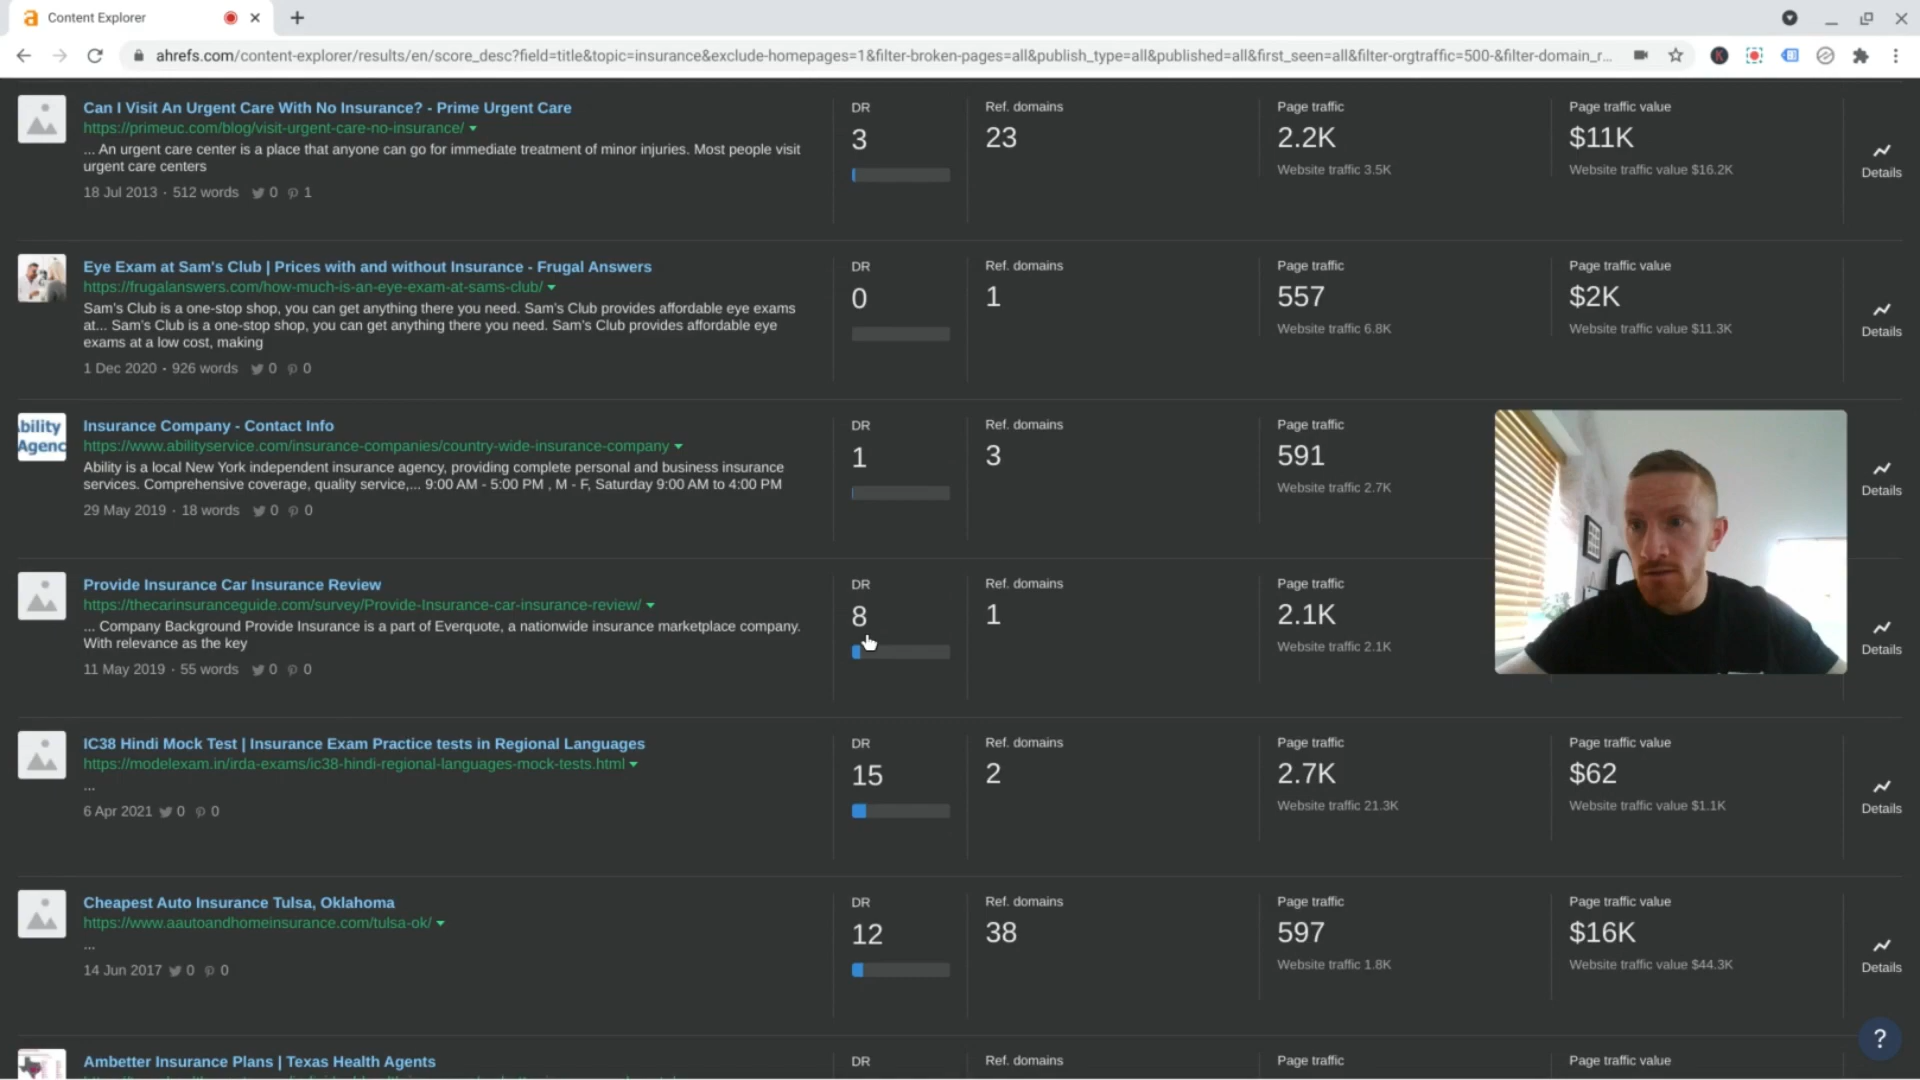 Content Explorer
ahrefs.com/content-explorer/results/en/score_desc?field=title&topic=insurance&exclude-homepages=1&filter-broken-pages=all&publish_type=all&published=all&first_seen=all&filter-orgtraffic=500-&filter-domain_r...
Can I Visit An Urgent Care With No Insurance? - Prime Urgent Care
https://primeuc.com/blog/visit-urgent-care-no-insurance/
... An urgent care center is a place that anyone can go for immediate treatment of minor injuries. Most people visit
urgent care centers
18 Jul 2013 · 512 words 0 1
DR
3
Ref. domains
23
Page traffic
2.2K
Website traffic 3.5K
Page traffic value
$11K
Website traffic value $16.2K
Details
Eye Exam at Sam's Club | Prices with and without Insurance - Frugal Answers
https://frugalanswers.com/how-much-is-an-eye-exam-at-sams-club/
Sam's Club is a one-stop shop, you can get anything there you need. Sam's Club provides affordable eye exams
at... Sam's Club is a one-stop shop, you can get anything there you need. Sam's Club provides affordable eye
exams at a low cost, making
1 Dec 2020 · 926 words 0 0
DR
0
Ref. domains
1
Page traffic
557
Website traffic 6.8K
Page traffic value
$2K
Website traffic value $11.3K
Details
bility
Agenc
Insurance Company - Contact Info
https://www.abilityservice.com/insurance-companies/country-wide-insurance-company
Ability is a local New York independent insurance agency, providing complete personal and business insurance
services. Comprehensive coverage, quality service,... 9:00 AM - 5:00 PM , M - F, Saturday 9:00 AM to 4:00 PM
29 May 2019 · 18 words 0 0
DR
1
Ref. domains
3
Page traffic
591
Website traffic 2.7K
Details
Provide Insurance Car Insurance Review
https://thecarinsuranceguide.com/survey/Provide-Insurance-car-insurance-review/
... Company Background Provide Insurance is a part of Everquote, a nationwide insurance marketplace company.
With relevance as the key
11 May 2019 · 55 words 0 0
DR
8
Ref. domains
1
Page traffic
2.1K
Website traffic 2.1K
Details
IC38 Hindi Mock Test | Insurance Exam Practice tests in Regional Languages
https://modelexam.in/irda-exams/ic38-hindi-regional-languages-mock-tests.html
...
6 Apr 2021 0 0
DR
15
Ref. domains
2
Page traffic
2.7K
Website traffic 21.3K
Page traffic value
$62
Website traffic value $1.1K
Details
Cheapest Auto Insurance Tulsa, Oklahoma
https://www.aautoandhomeinsurance.com/tulsa-ok/
...
14 Jun 2017 0 0
DR
12
Ref. domains
38
Page traffic
597
Website traffic 1.8K
Page traffic value
$16K
Website traffic value $44.3K
Details
Ambetter Insurance Plans | Texas Health Agents
DR
Ref. domains
Page traffic
Page traffic value
?